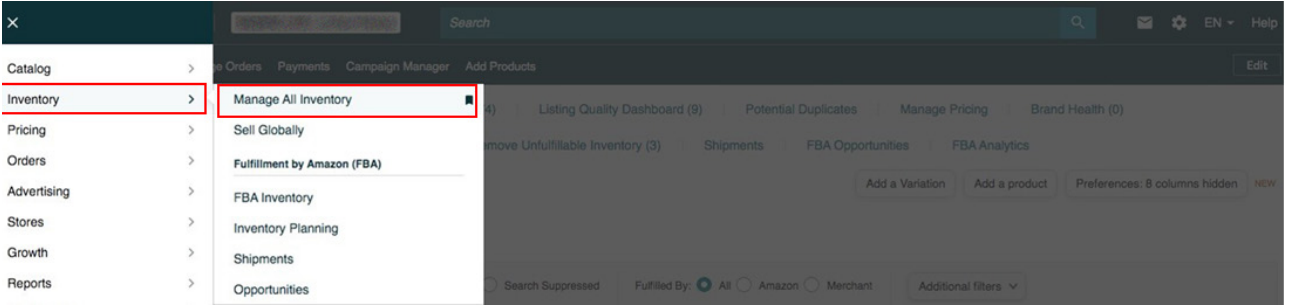 Search
EN
Help
Catalog
Inventory
Pricing
Orders
Advertising
Stores
Growth
Reports
Manage All Inventory
Sell Globally
Fulfillment by Amazon (FBA)
FBA Inventory
Inventory Planning
Shipments
Opportunities
Orders Payments Campaign Manager Add Products
Edit
4) Listing Quality Dashboard (9) Potential Duplicates Manage Pricing Brand Health (0)
move Unfulfillable Inventory (3) Shipments FBA Opportunities FBA Analytics
Add a Variation Add a product Preferences: 8 columns hidden NEW
Search Suppressed Fulfilled By: All Amazon Merchant Additional filters